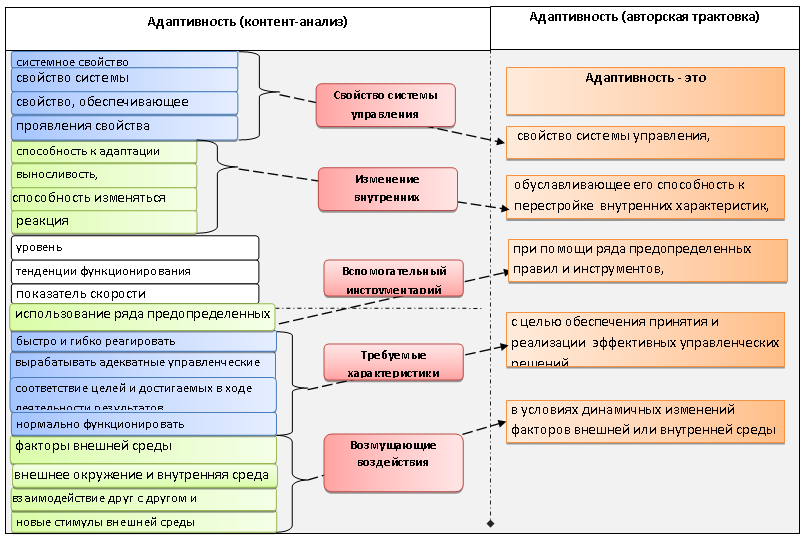 Адаптивность (контент-анализ)
Адаптивность (авторская трактовка)
системное свойство
свойство системы
свойство, обеспечивающее
проявления свойства
способность к адаптации
выносливость,
способность изменяться
реакция
уровень
тенденции функционирования
показатель скорости
использование ряда предопределенных
быстро и гибко реагировать
вырабатывать адекватные управленческие
соответствие целей и достигаемых в ходе
деятельности результатов
нормально функционировать
факторы внешней среды
внешнее окружение и внутренняя среда
взаимодействие друг с другом и
новые стимулы внешней среды
Свойство системы
управления
Изменение
внутренних
Вспомогательный
инструментарий
Требуемые
характеристики
Возмущающие
воздействия
Адаптивность - это
свойство системы управления,
обуславливающее его способность к
перестройке внутренних характеристик,
при помощи ряда предопределенных
правил и инструментов,
с целью обеспечения принятия и
реализации эффективных управленческих
решений
в условиях динамичных изменений
факторов внешней или внутренней среды